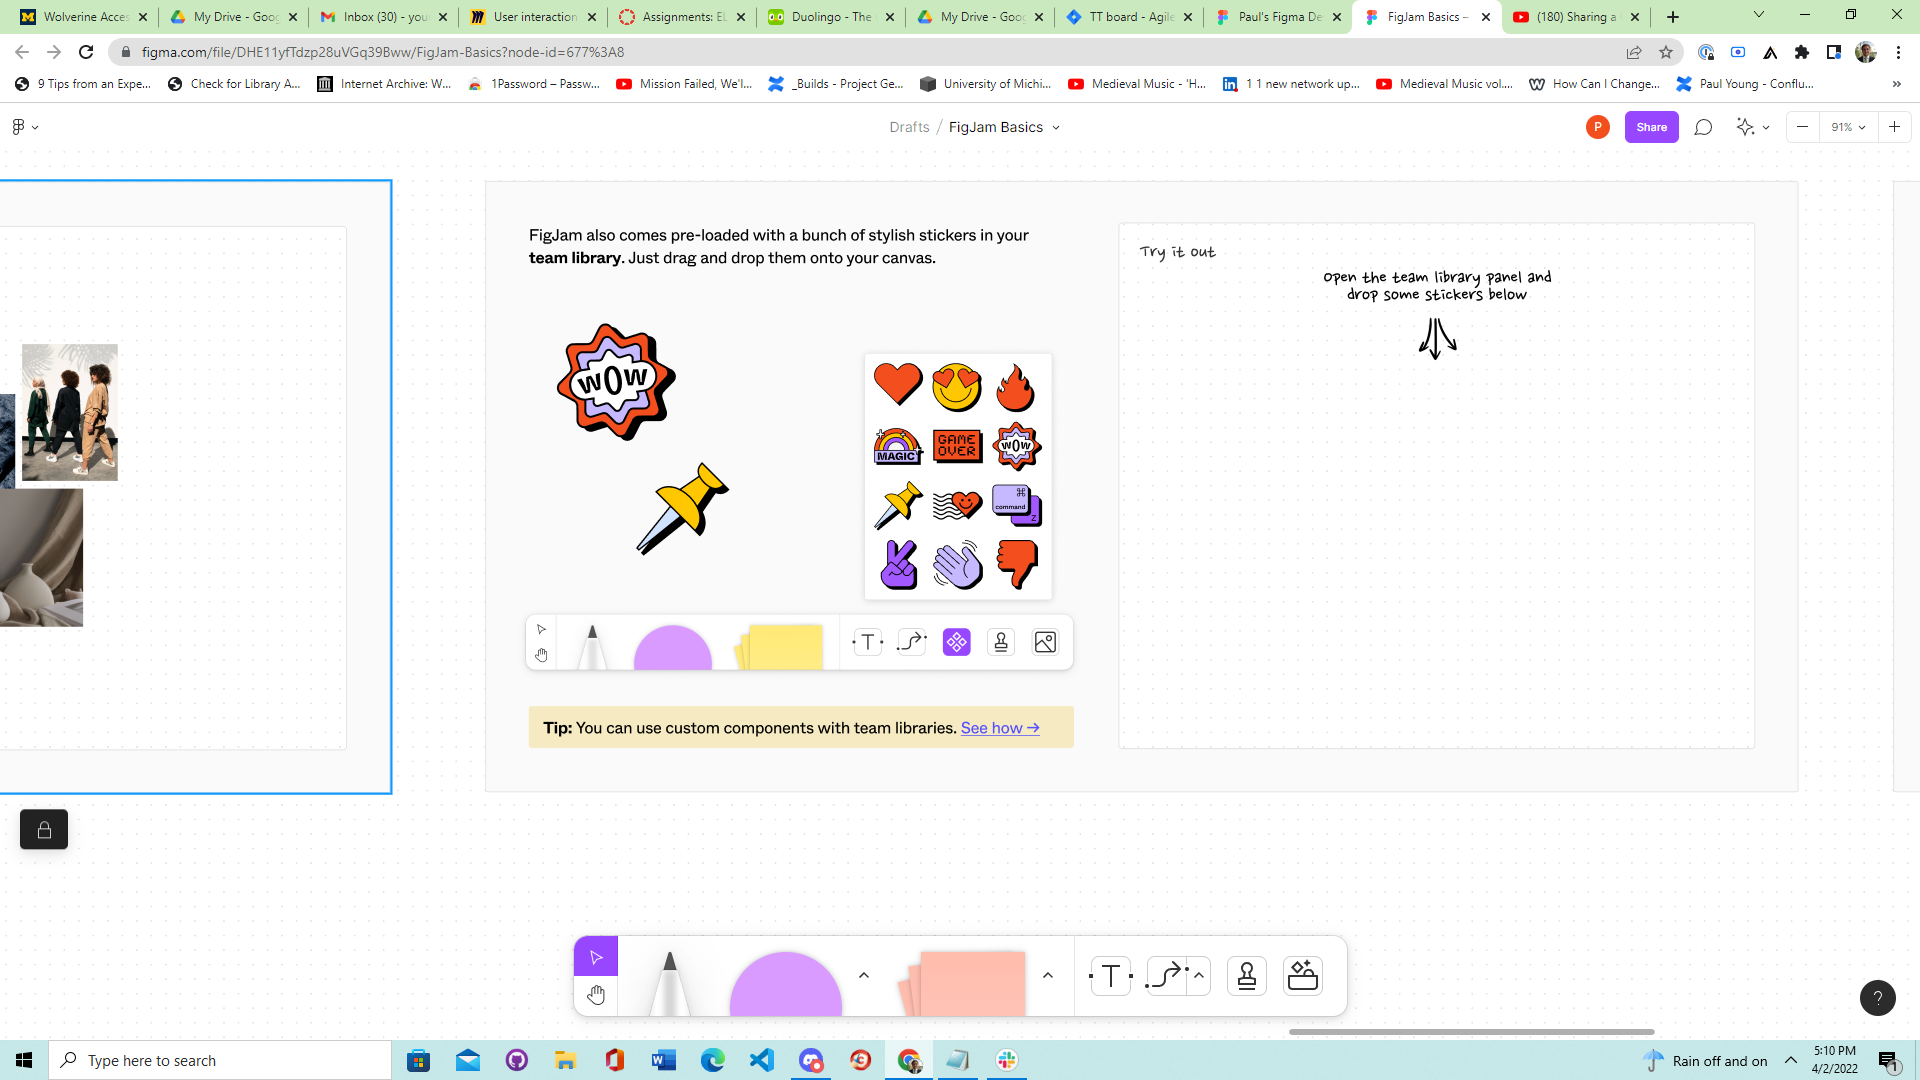 Wolverine Acces
My Drive - Goog
Inbox (30) - you
User interaction
Assignments: EL
Duolingo - The
My Drive - Goog
TT board - Agile
Paul's Figma De
FigJam Basics –
(180) Sharing a
figma.com/file/DHE11yfTdzp28uVGq39Bww/FigJam-Basics?node-id=677%3A8
9 Tips from an Expe...
Check for Library A...
Internet Archive: W...
1Password – Passw...
Mission Failed, We'l...
_Builds - Project Ge...
University of Michi...
Medieval Music - 'H...
1 1 new network up...
Medieval Music vol....
How Can I Change...
Paul Young - Conflu...
»
Drafts / FigJam Basics
P
Share
91%
FigJam also comes pre-loaded with a bunch of stylish stickers in your
team library. Just drag and drop them onto your canvas.
WOW
MAGIC
GAME
OVER
WOW
⌘
command
Z
T
Tip: You can use custom components with team libraries. See how →
Try it out
Open the team library panel and
drop some stickers below
T
?
Type here to search
Rain off and on
5:10 PM
4/2/2022
1